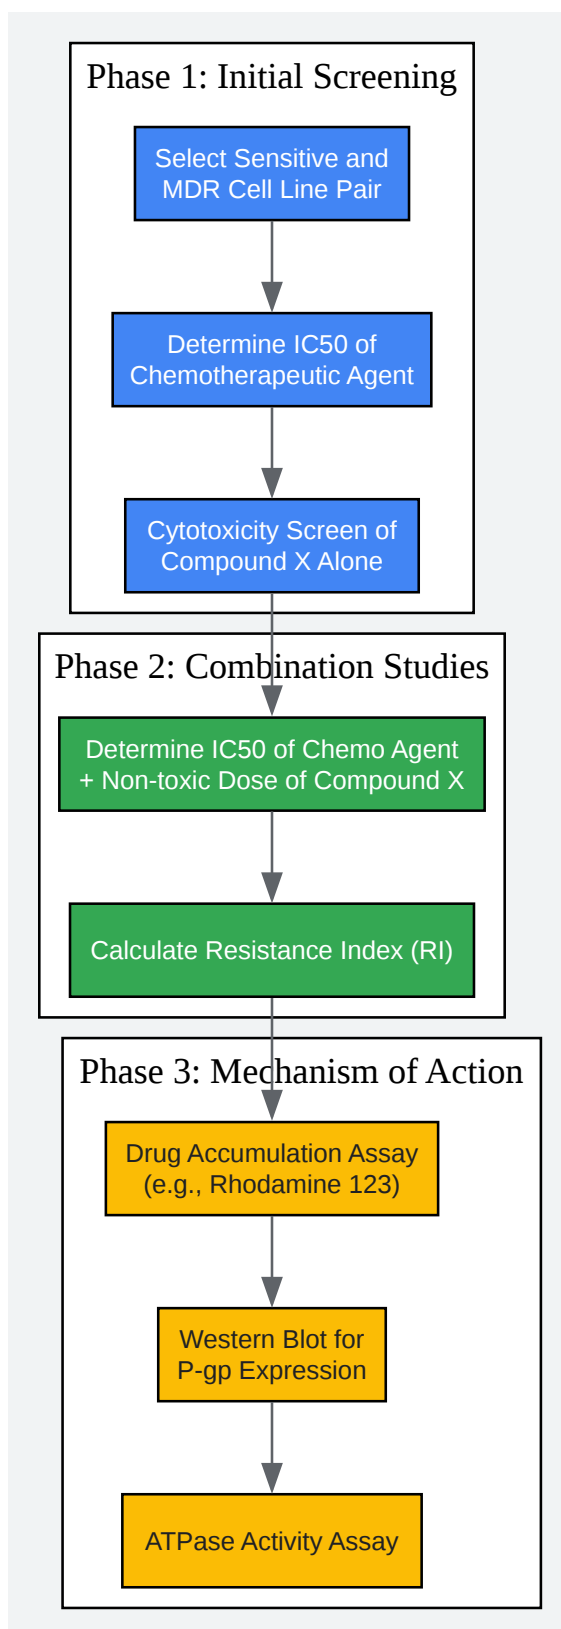 Phase 1: Initial Screening
Select Sensitive and
MDR Cell Line Pair
Determine IC50 of
Chemotherapeutic Agent
Cytotoxicity Screen of
Compound X Alone
Phase 2: Combination Studies
Determine IC50 of Chemo Agent
+ Non-toxic Dose of Compound X
Calculate Resistance Index (RI)
Phase 3: Mechanism of Action
Drug Accumulation Assay
(e.g., Rhodamine 123)
Western Blot for
P-gp Expression
ATPase Activity Assay